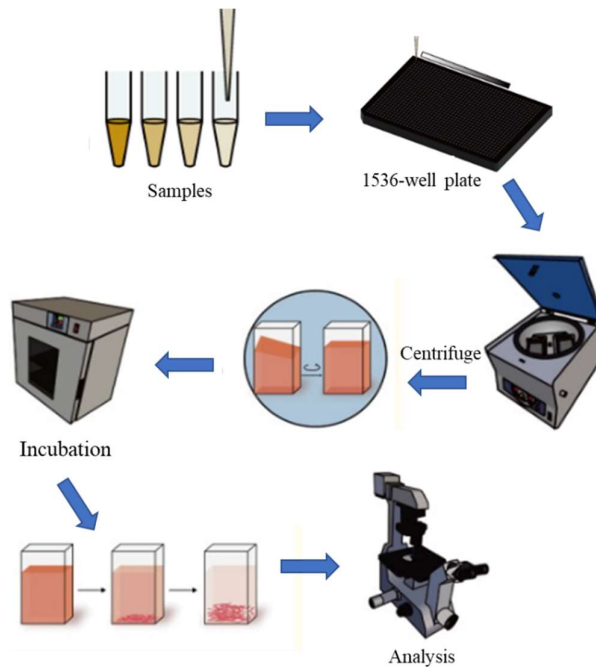 Samples
1536-well plate
Centrifuge
Incubation
Analysis